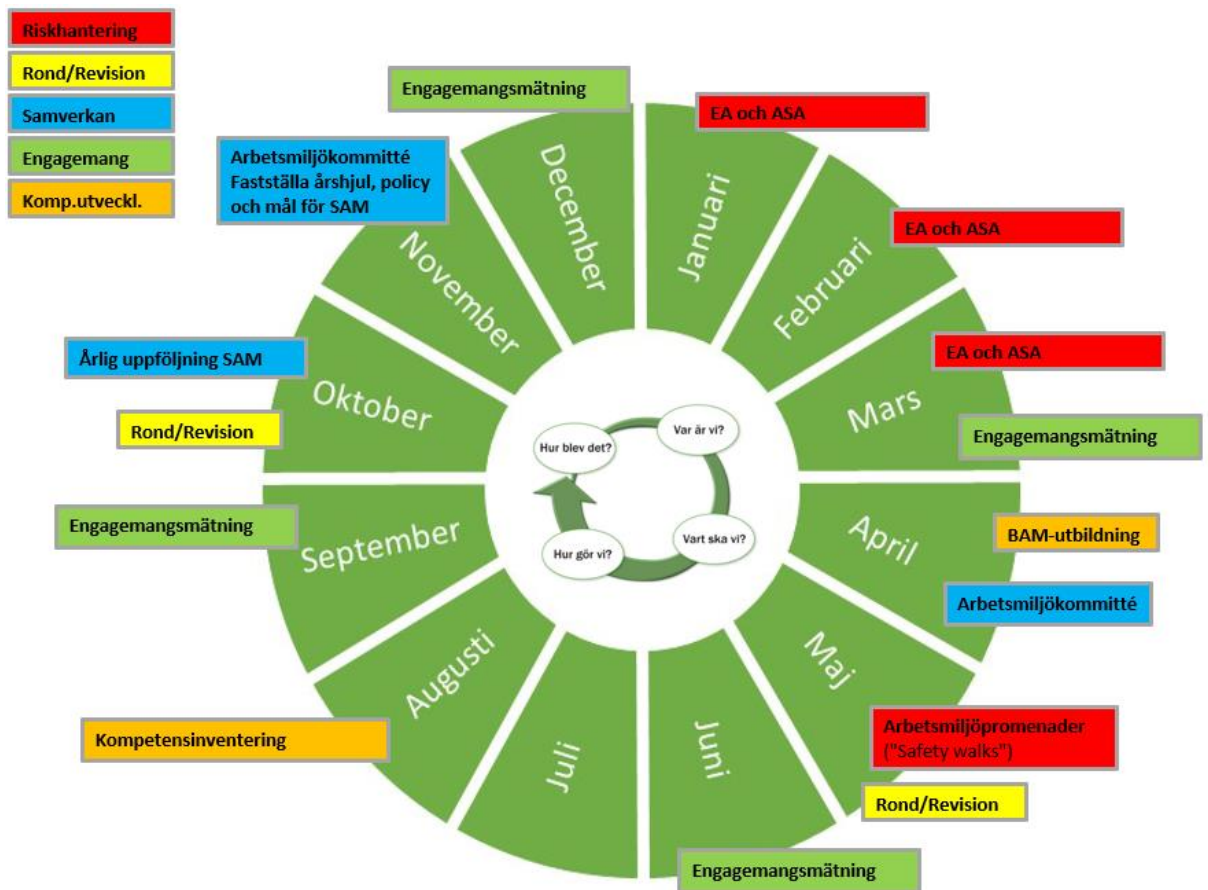 Riskhantering
Rond/Revision
Samverkan
Engagemang
Komp.utveckl.
Engagemangsmätning
EA och ASA
Arbetsmiljökommitté
Fastställa årshjul, policy
och mål för SAM
EA och ASA
EA och ASA
Engagemangsmätning
Årlig uppföljning SAM
Rond/Revision
Engagemangsmätning
BAM-utbildning
Arbetsmiljökommitté
Kompetensinventering
Arbetsmiljöpromenader
("Safety walks")
Rond/Revision
Engagemangsmätning
Januari
Februari
Mars
April
Maj
Juni
Juli
Augusti
September
Oktober
November
December
Var är vi?
Vart ska vi?
Hur gör vi?
Hur blev det?